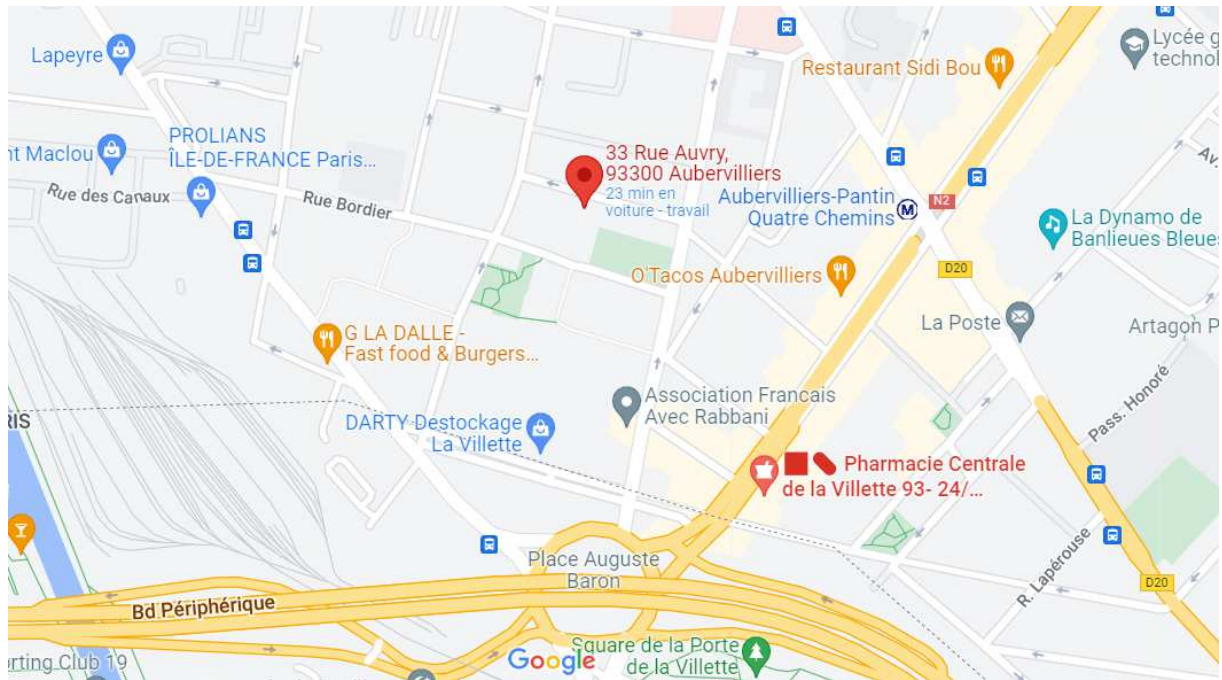 Lapeyre
Restaurant Sidi Bou
Lycée g
technol
PROLIANS
ÎLE-DE-FRANCE Paris...
nt Maclou
Rue des Canaux
Rue Bordier
33 Rue Auvry,
93300 Aubervilliers
23 min en
voiture - travail
Aubervilliers-Pantin
Quatre Chemins
M
N2
Av.
La Dynamo de
Banlieues Bleues
D20
O'Tacos Aubervilliers
La Poste
Artagon P
G LA DALLE -
Fast food & Burgers...
Association Francais
Avec Rabbani
Pass. Honoré
RIS
DARTY Destockage
La Villette
Pharmacie Centrale
de la Villette 93- 24/...
Place Auguste
Baron
R. Lapérouse
D20
Bd Périphérique
Square de la Porte
de la Villette
Google
orting Club 19